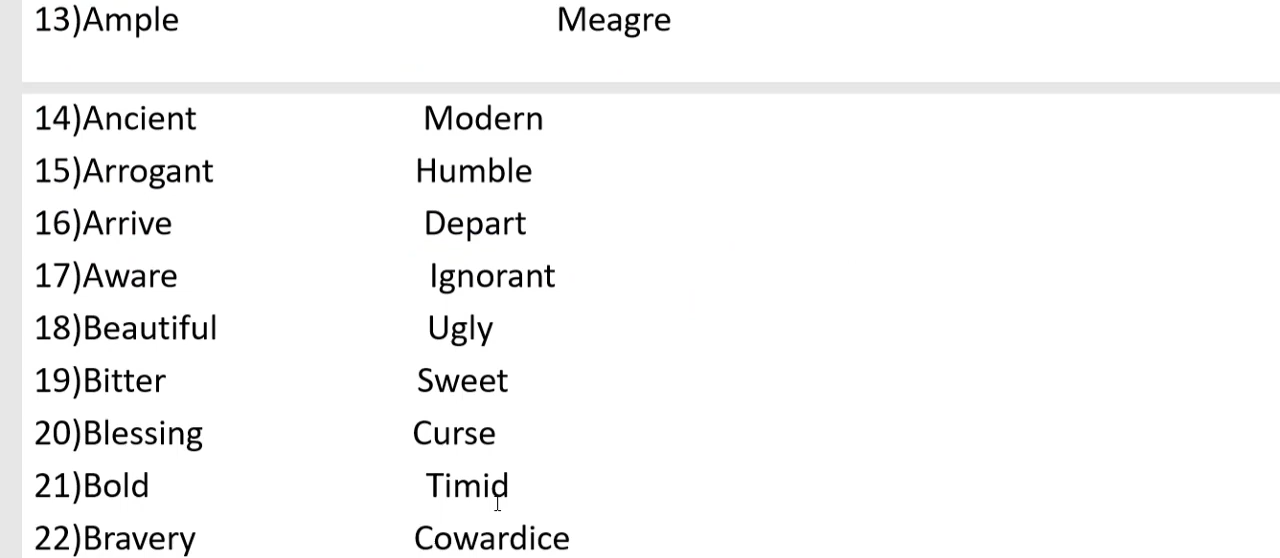 13)Ample Meagre
14)Ancient Modern
15)Arrogant Humble
16)Arrive Depart
17)Aware Ignorant
18)Beautiful Ugly
19)Bitter Sweet
20)Blessing Curse
21)Bold Timid
22)Bravery Cowardice